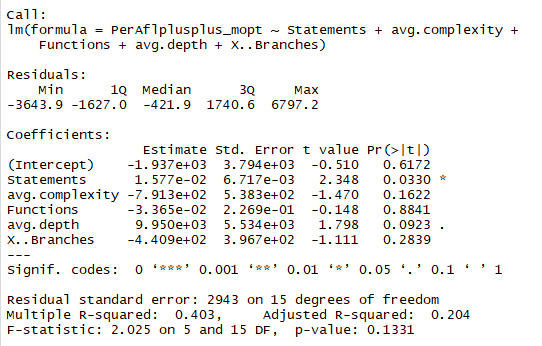 Call:
lm(formula = PerAflplusplus_mopt ~ Statements + avg.complexity +
    Functions + avg.depth + X..Branches)

Residuals:
    Min      1Q  Median      3Q     Max
-3643.9 -1627.0  -421.9  1740.6  6797.2

Coefficients:
                 Estimate Std. Error t value Pr(>|t|)
(Intercept)    -1.937e+03  3.794e+03  -0.510   0.6172
Statements      1.577e-02  6.717e-03   2.348   0.0330 *
avg.complexity -7.913e+02  5.383e+02  -1.470   0.1622
Functions      -3.365e-02  2.269e-01  -0.148   0.8841
avg.depth       9.950e+03  5.534e+03   1.798   0.0923 .
X..Branches    -4.409e+02  3.967e+02  -1.111   0.2839
---
Signif. codes:  0 ‘***’ 0.001 ‘**’ 0.01 ‘*’ 0.05 ‘.’ 0.1 ‘ ’ 1

Residual standard error: 2943 on 15 degrees of freedom
Multiple R-squared:  0.403,     Adjusted R-squared:  0.204
F-statistic: 2.025 on 5 and 15 DF,  p-value: 0.1331